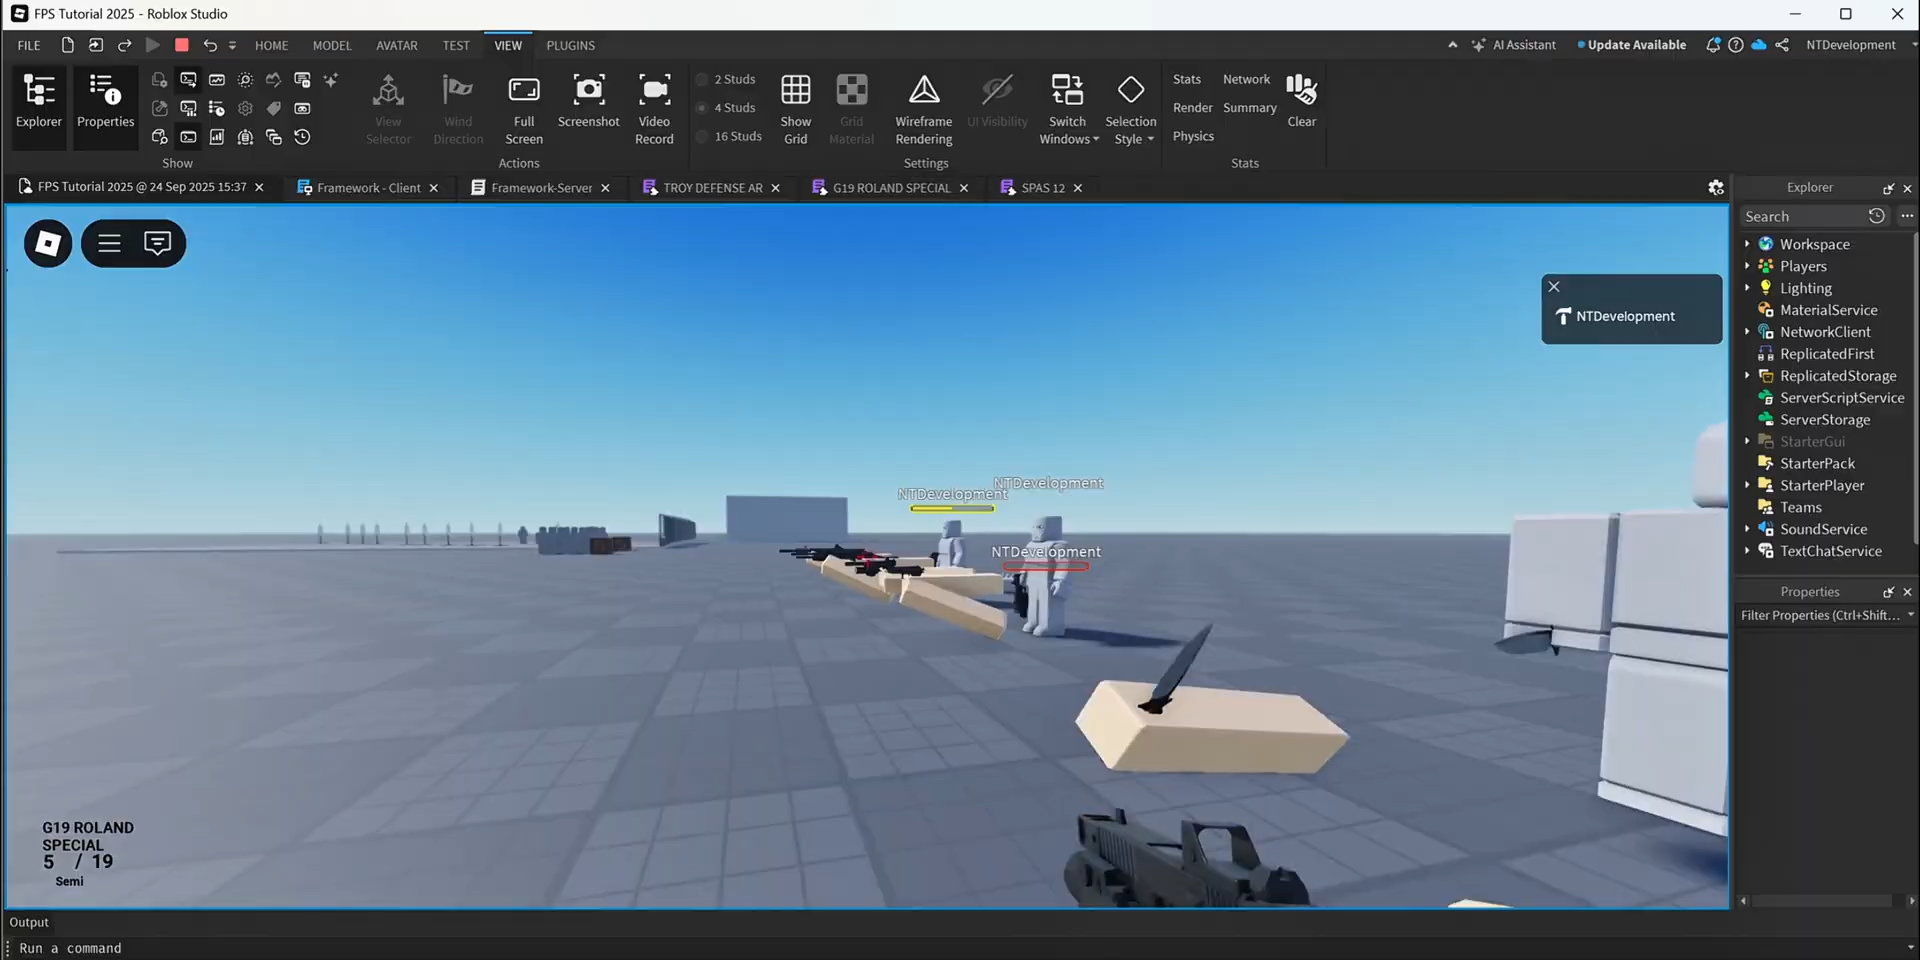 FPS Tutorial 2025 - Roblox Studio
FILE HOME MODEL AVATAR TEST VIEW PLUGINS AI Assistant Update Available NTDevelopment
Explorer
Properties
Show
View Selector
Wind Direction
Full Screen
Screenshot
Video Record
Actions
2 Studs
4 Studs
16 Studs
Show Grid
Grid Material
Wireframe Rendering
UI Visibility
Switch Windows
Selection Style
Settings
Stats Network
Render Summary
Physics
Clear
Stats
FPS Tutorial 2025 @ 24 Sep 2025 15:37 Framework - Client Framework-Server TROY DEFENSE AR G19 ROLAND SPECIAL SPAS 12
Explorer
Search
Workspace
Players
Lighting
MaterialService
NetworkClient
ReplicatedFirst
ReplicatedStorage
ServerScriptService
ServerStorage
StarterGui
StarterPack
StarterPlayer
Teams
SoundService
TextChatService
Properties
Filter Properties (Ctrl+Shift...
NTDevelopment
NTDevelopment
NTDevelopment
NTDevelopment
G19 ROLAND
SPECIAL
5 / 19
Semi
Output
Run a command